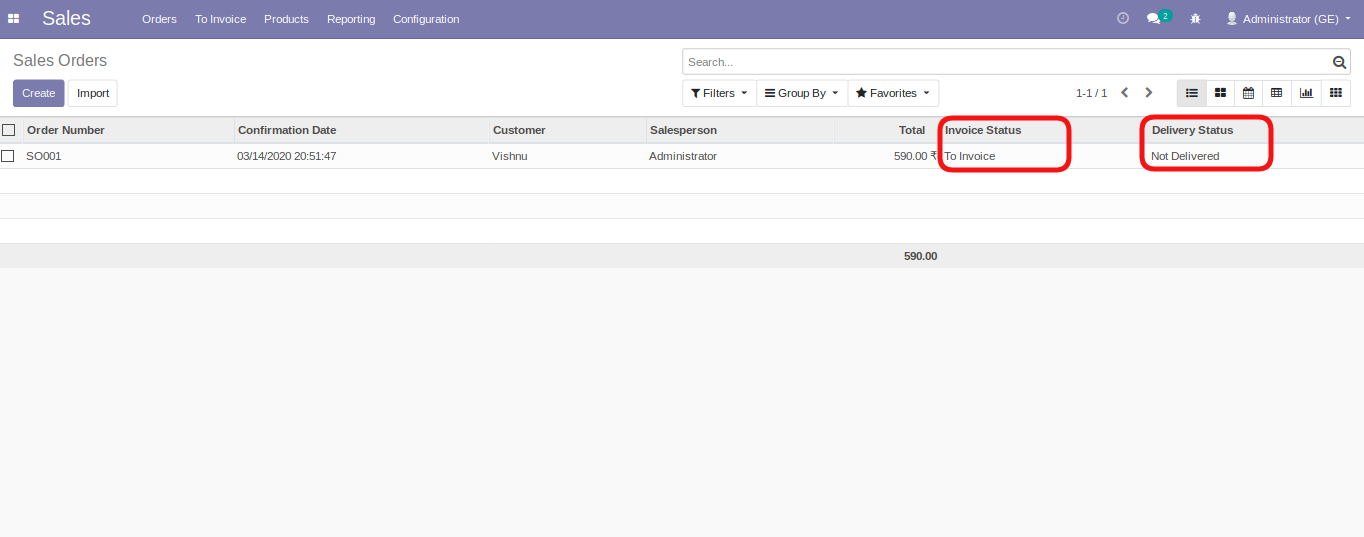 Sales Orders To Invoice Products Reporting Configuration 2 Administrator (GE)
Sales Orders Search...
Create Import Filters Group By Favorites 1-1 / 1
Order Number Confirmation Date Customer Salesperson Total Invoice Status Delivery Status
SO001 03/14/2020 20:51:47 Vishnu Administrator 590.00 ₹ To Invoice Not Delivered
590.00